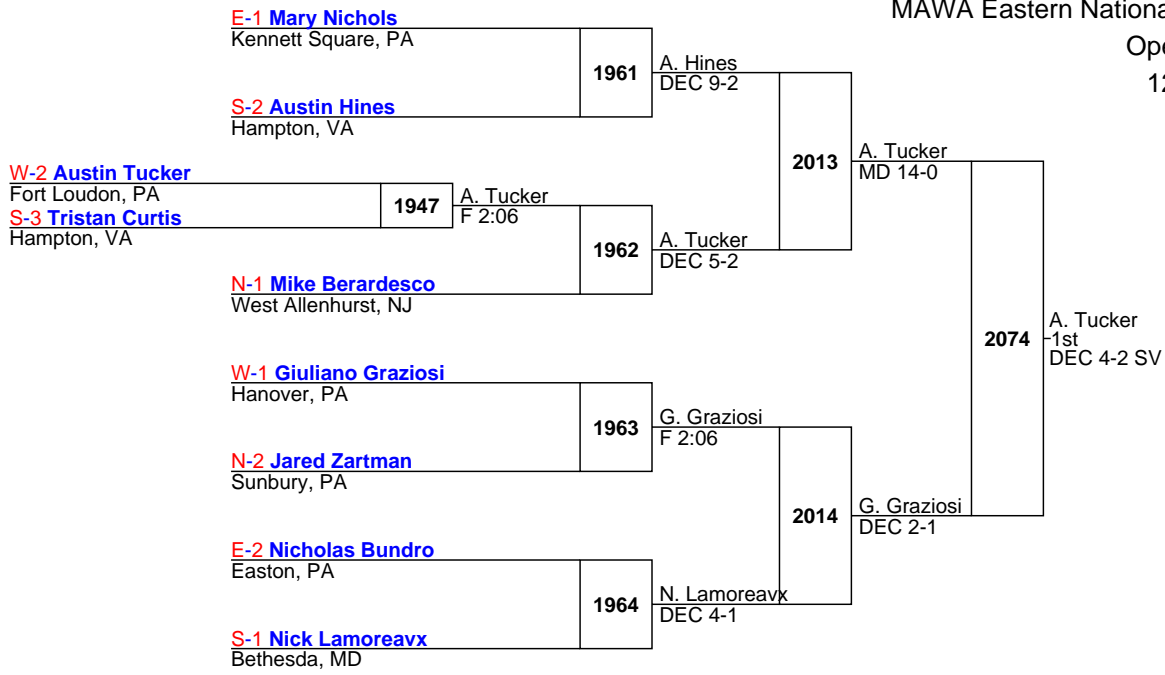 MAWA Eastern Nationa
Ope
12
E-1 Mary Nichols
Kennett Square, PA
1961
A. Hines
DEC 9-2
S-2 Austin Hines
Hampton, VA
2013
A. Tucker
MD 14-0
W-2 Austin Tucker
Fort Loudon, PA
1947
A. Tucker
F 2:06
S-3 Tristan Curtis
Hampton, VA
1962
A. Tucker
DEC 5-2
N-1 Mike Berardesco
West Allenhurst, NJ
2074
A. Tucker
1st
DEC 4-2 SV
W-1 Giuliano Graziosi
Hanover, PA
1963
G. Graziosi
F 2:06
N-2 Jared Zartman
Sunbury, PA
2014
G. Graziosi
DEC 2-1
E-2 Nicholas Bundro
Easton, PA
1964
N. Lamoreavx
DEC 4-1
S-1 Nick Lamoreavx
Bethesda, MD